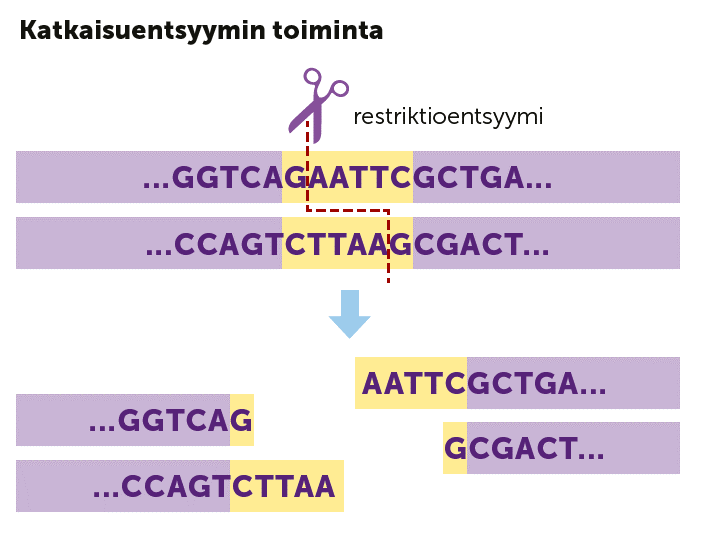 Katkaisuentsyymin toiminta
restriktioentsyymi
...GGTCAGAATTCGCTGA...
...CCAGTCTTAAGCGACT...
AATTCGCTGA...
...GGTCAG
GCGACT...
...CCAGTCTTAA